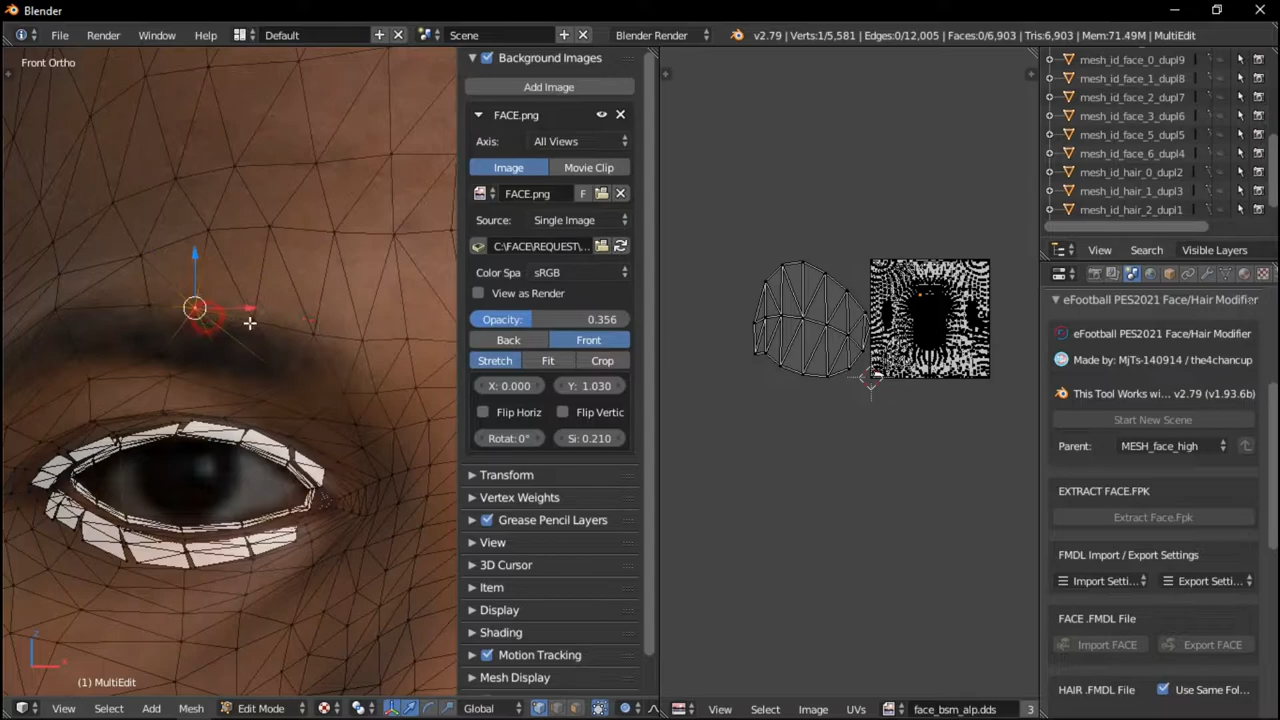 Blender
File Render Window Help Default Scene Blender Render v2.79 | Verts:1/5,581 | Edges:0/12,005 | Faces:0/6,903 | Tris:6,903 | Mem:71.49M | MultiEdit
Front Ortho
(1) MultiEdit
View Select Add Mesh Edit Mode Global
Background Images
Add Image
FACE.png
Axis: All Views
Image Movie Clip
FACE.png F
Source: Single Image
C:\FACE\REQUEST\...
Color Spa sRGB
View as Render
Opacity: 0.356
Back Front
Stretch Fit Crop
X: 0.000 Y: 1.030
Flip Horiz Flip Vertic
Rotat: 0° Si: 0.210
Transform
Vertex Weights
Grease Pencil Layers
View
3D Cursor
Item
Display
Shading
Motion Tracking
Mesh Display
View Select Image UVs face_bsm_alp.dds 3
mesh_id_face_0_dupl9
mesh_id_face_1_dupl8
mesh_id_face_2_dupl7
mesh_id_face_3_dupl6
mesh_id_face_5_dupl5
mesh_id_face_6_dupl4
mesh_id_hair_0_dupl2
mesh_id_hair_1_dupl3
mesh_id_hair_2_dupl1
View Search Visible Layers
eFootball PES2021 Face/Hair Modifier
eFootball PES2021 Face/Hair Modifier
Made by: MjTs-140914 / the4chancup
This Tool Works wi... v2.79 (v1.93.6b)
Start New Scene
Parent: MESH_face_high
EXTRACT FACE.FPK
Extract Face.Fpk
FMDL Import / Export Settings
Import Setti... Export Setti...
FACE .FMDL File
Import FACE Export FACE
HAIR .FMDL File Use Same Fol...